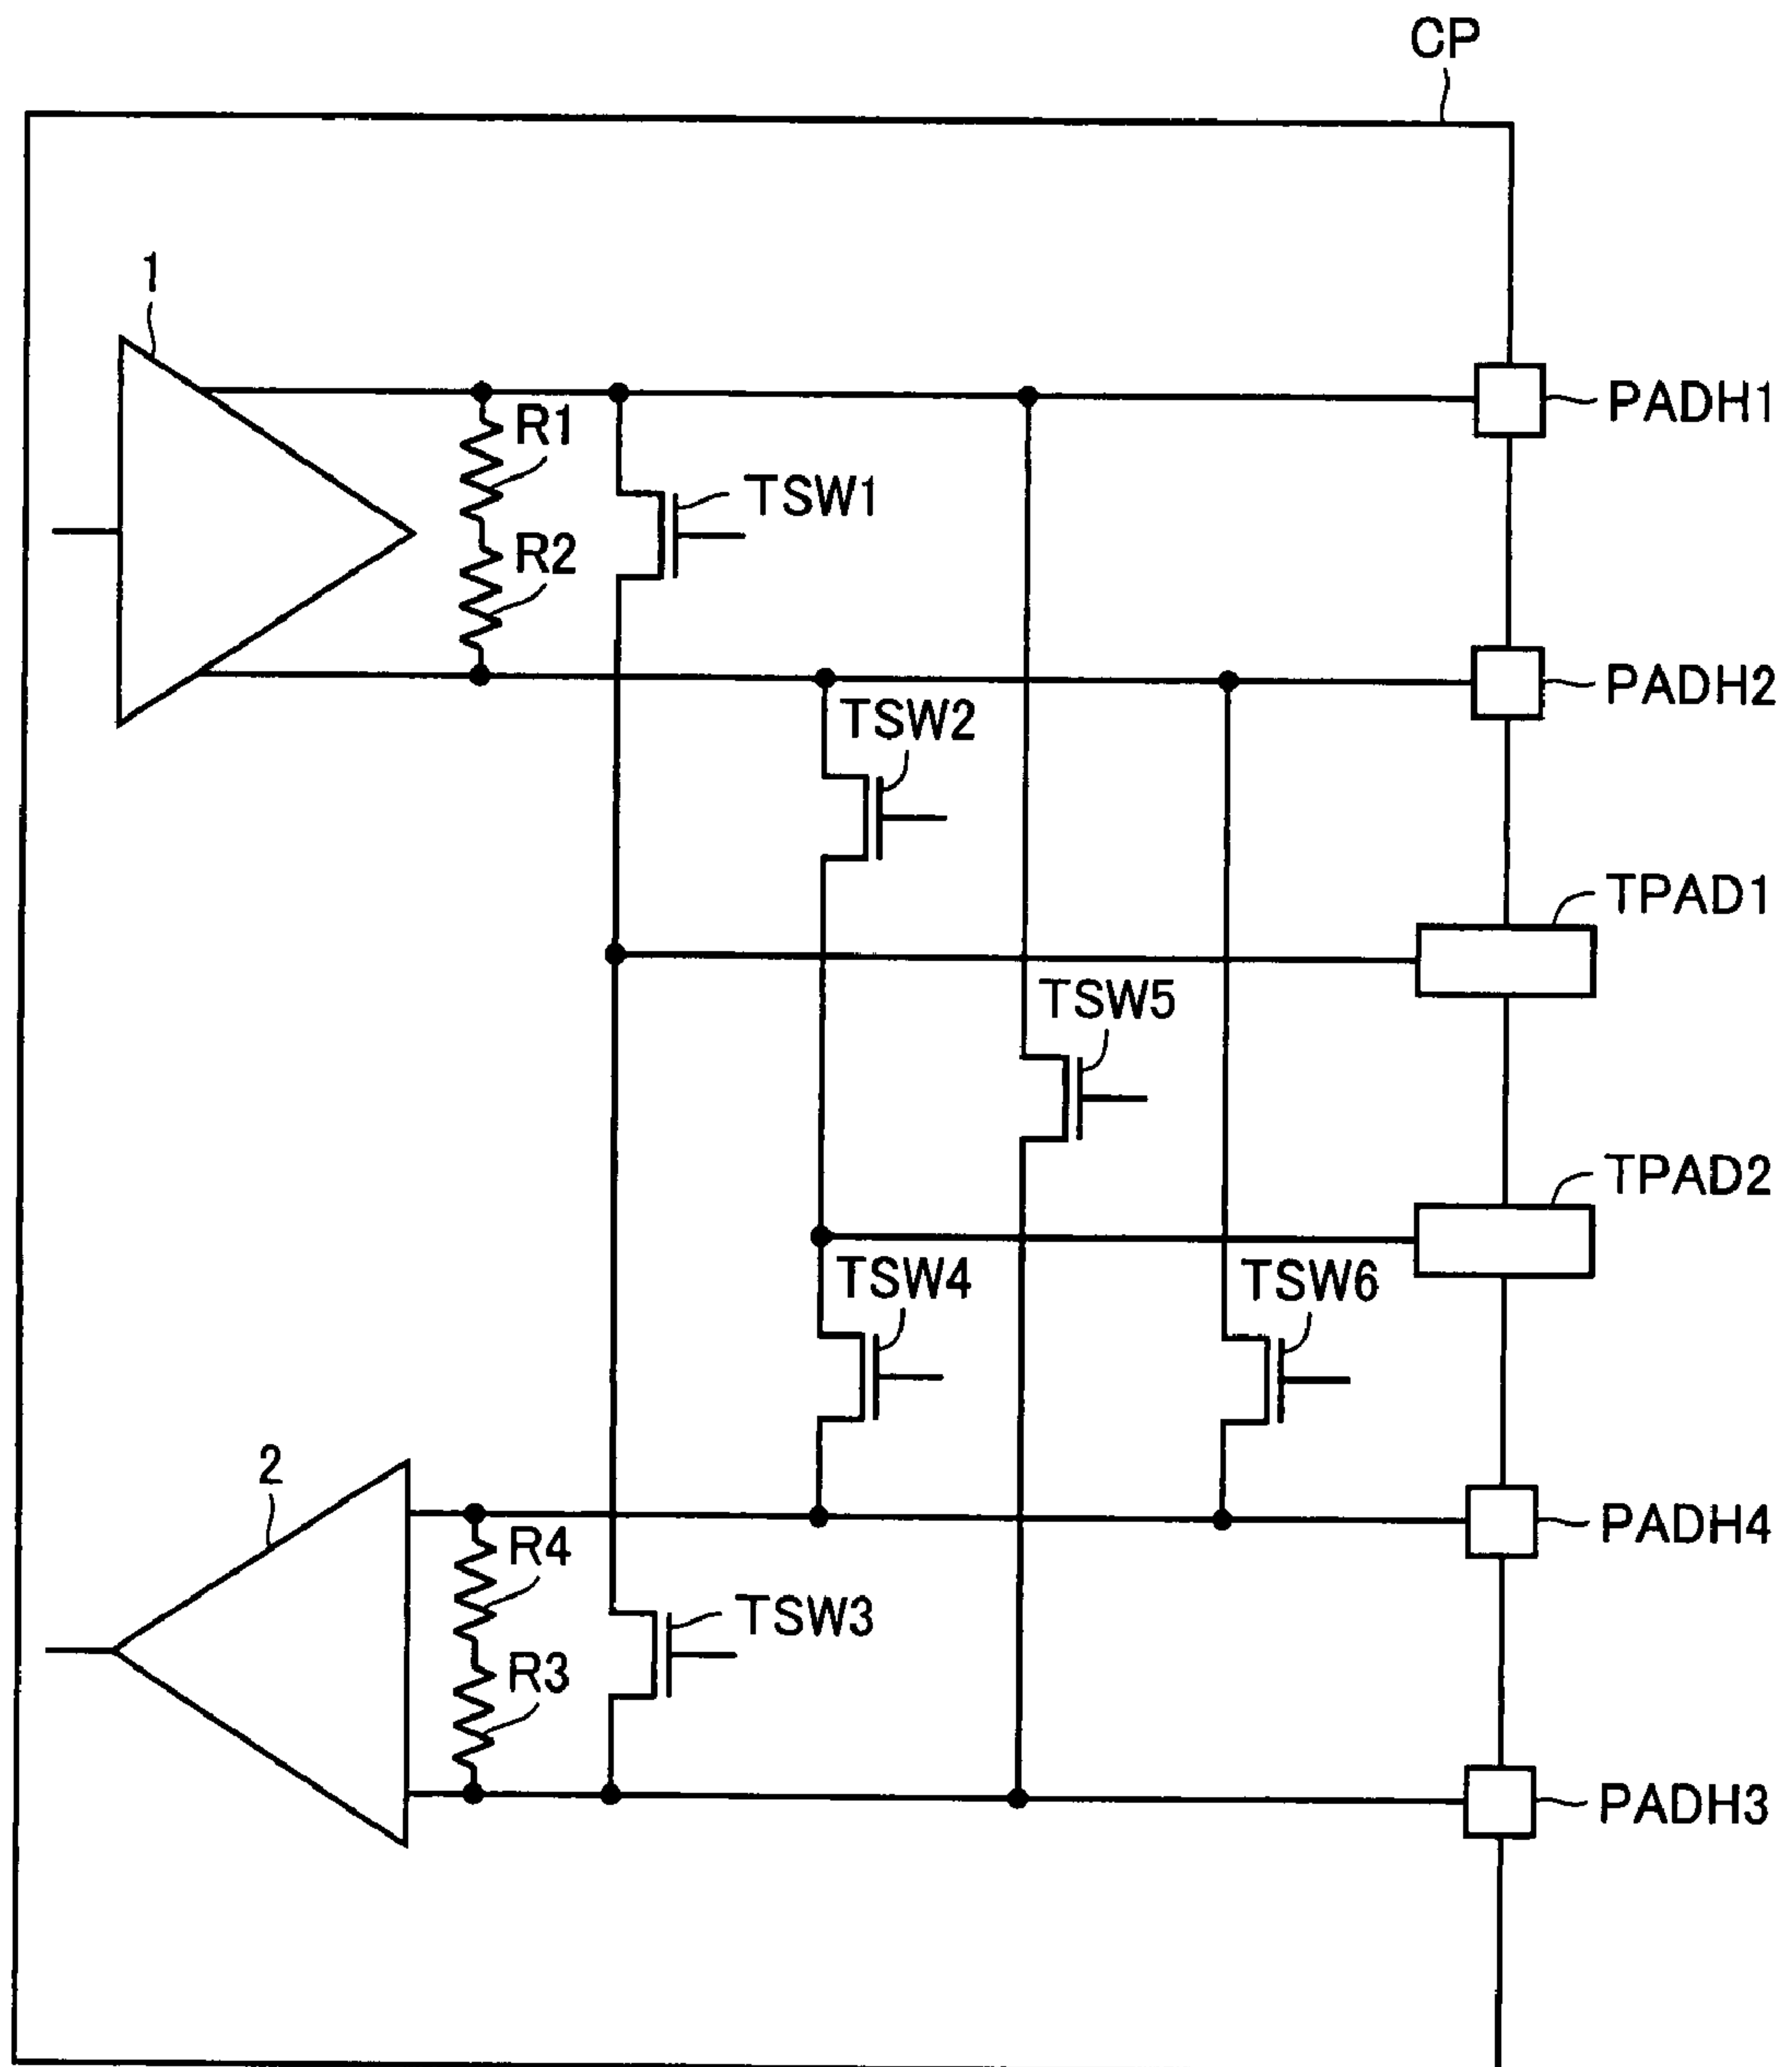 CP
1
R1
TSW1
PADH1
R2
PADH2
TSW2
TPAD1
TSW5
TPAD2
TSW4
TSW6
2
R4
PADH4
TSW3
R3
PADH3